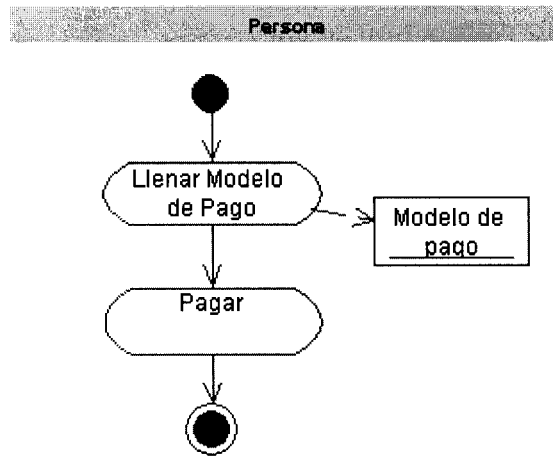 Persona
Llenar Modelo
de Pago
Modelo de
pago
Pagar